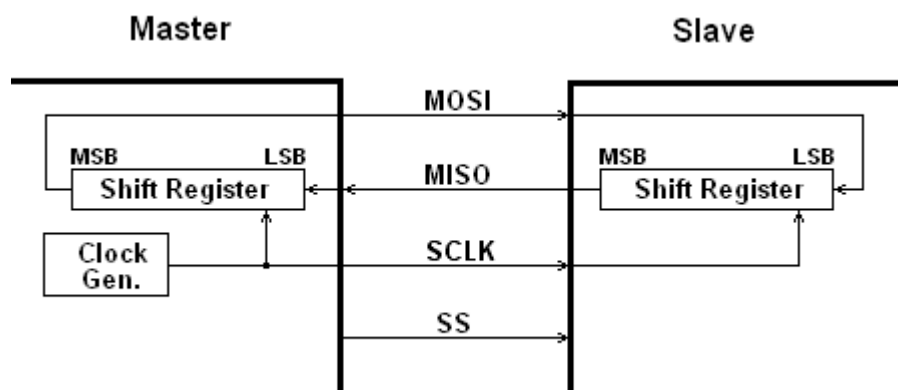 Master
Slave
MOSI
MSB
LSB
Shift Register
MISO
MSB
LSB
Shift Register
Clock
Gen.
SCLK
SS